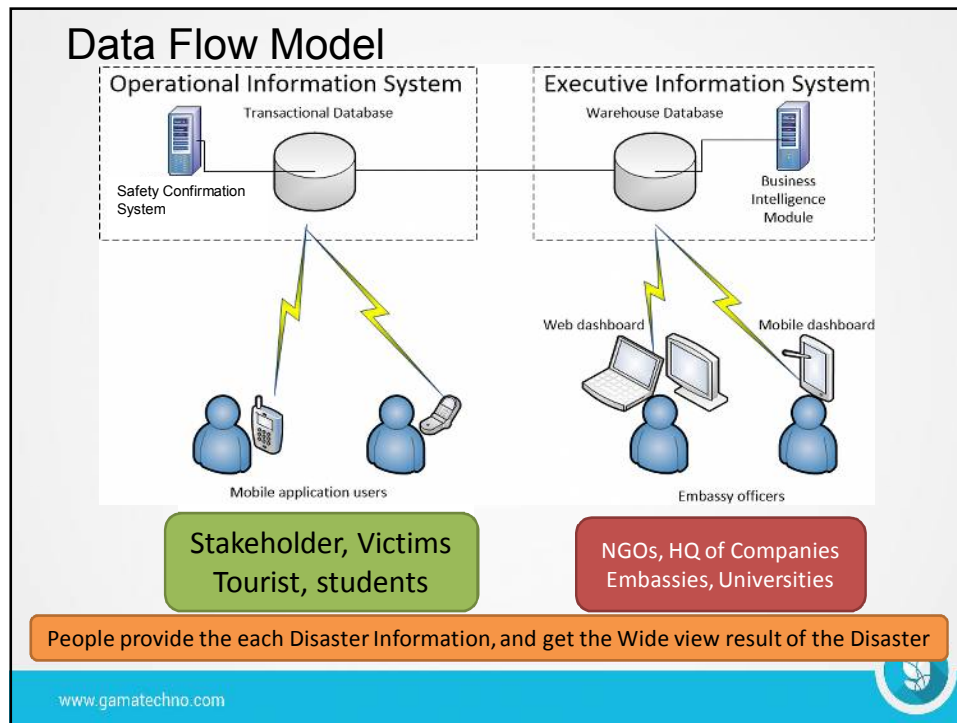 Data Flow Model
Operational Information System
Transactional Database
Safety Confirmation
System
Executive Information System
Warehouse Database
Business
Intelligence
Module
Web dashboard
Mobile dashboard
Mobile application users
Embassy officers
Stakeholder, Victims
Tourist, students
NGOs, HQ of Companies
Embassies, Universities
People provide the each Disaster Information, and get the Wide view result of the Disaster
www.gamatechno.com